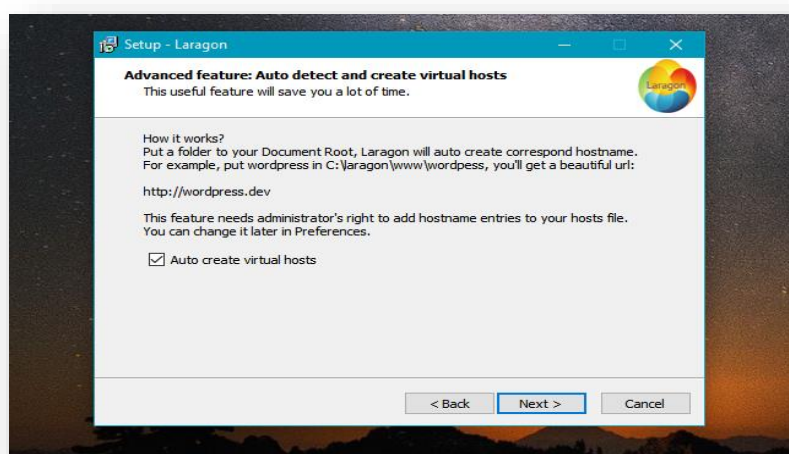 Setup - Laragon
Advanced feature: Auto detect and create virtual hosts
This useful feature will save you a lot of time.
Laragon
How it works?
Put a folder to your Document Root, Laragon will auto create correspond hostname.
For example, put wordpress in C:\laragon\www\wordpess, you'll get a beautiful url:
http://wordpress.dev
This feature needs administrator's right to add hostname entries to your hosts file.
You can change it later in Preferences.
Auto create virtual hosts
< Back Next > Cancel